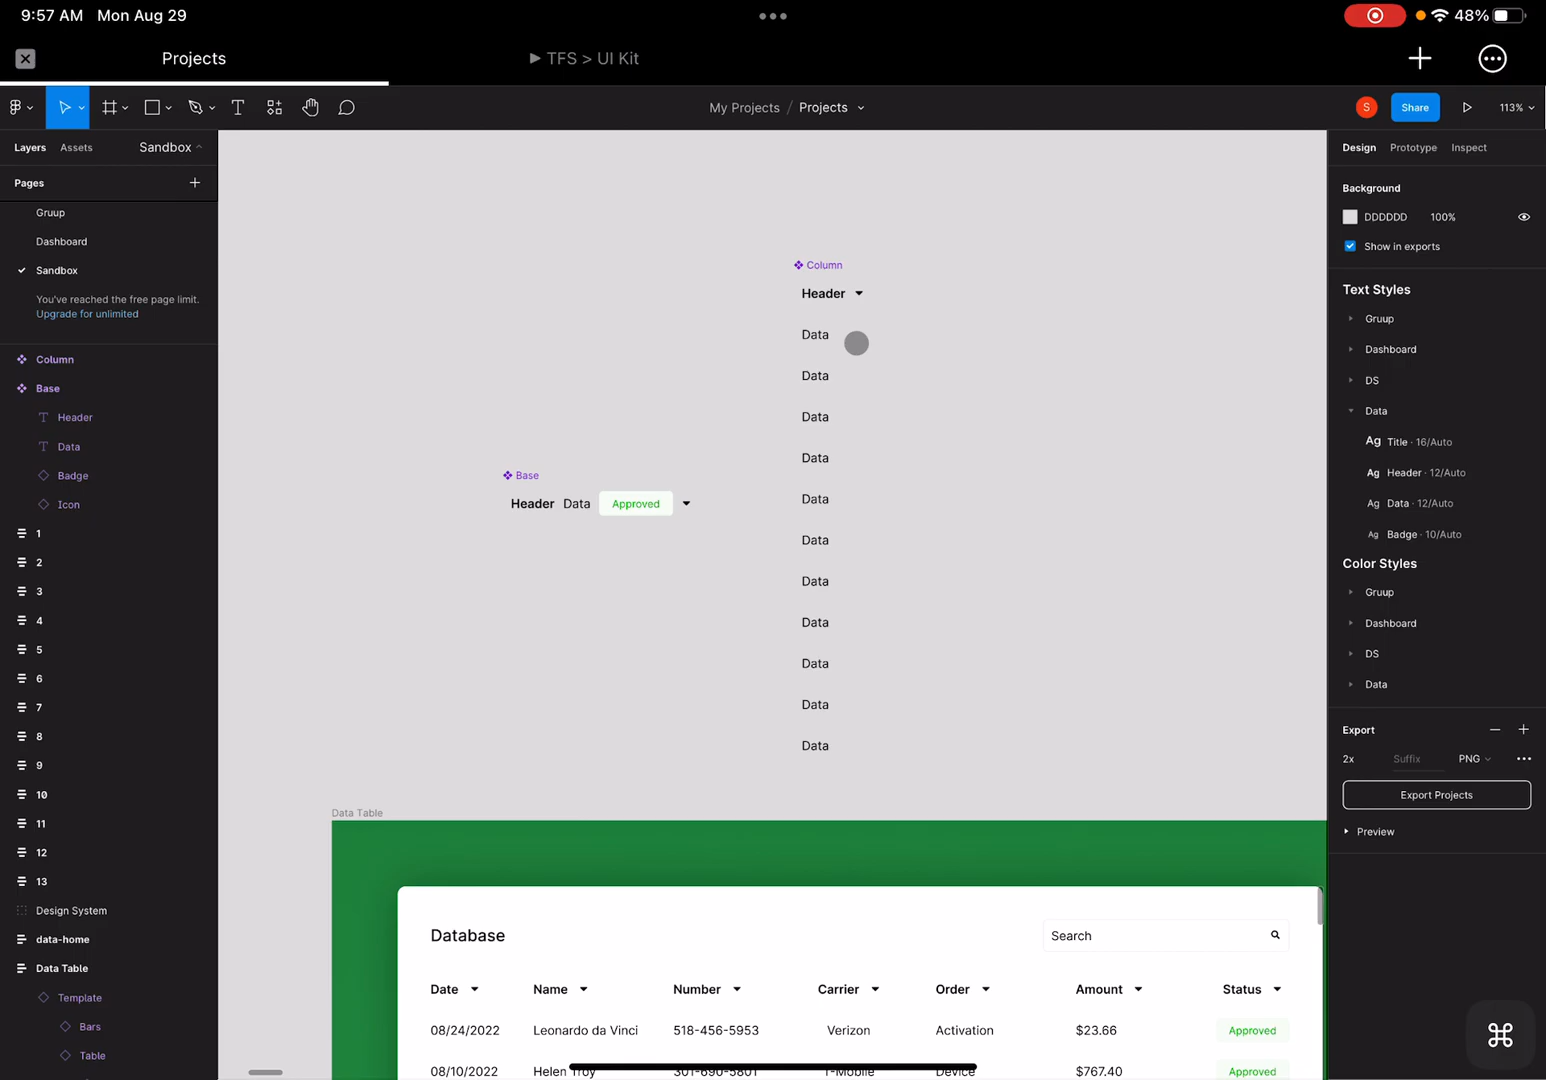 9:57 AM Mon Aug 29
48%
Projects
TFS > UI Kit
My Projects / Projects
S
Share
113%
Layers Assets Sandbox
Design Prototype Inspect
Pages
Gruup
Dashboard
Sandbox
You've reached the free page limit.
Upgrade for unlimited
Column
Base
Header
Data
Badge
Icon
1
2
3
4
5
6
7
8
9
10
11
12
13
Design System
data-home
Data Table
Template
Bars
Table
Column
Header
Data
Data
Data
Data
Data
Data
Data
Data
Data
Data
Data
Base
Header Data Approved
Data Table
Database
Search
Date Name Number Carrier Order Amount Status
08/24/2022 Leonardo da Vinci 518-456-5953 Verizon Activation $23.66 Approved
08/10/2022 Helen Troy 301-690-5801 T-Mobile Device $767.40 Approved
Background
DDDDDD 100%
Show in exports
Text Styles
Gruup
Dashboard
DS
Data
Ag Title · 16/Auto
Ag Header · 12/Auto
Ag Data · 12/Auto
Ag Badge · 10/Auto
Color Styles
Gruup
Dashboard
DS
Data
Export
2x Suffix PNG
Export Projects
Preview